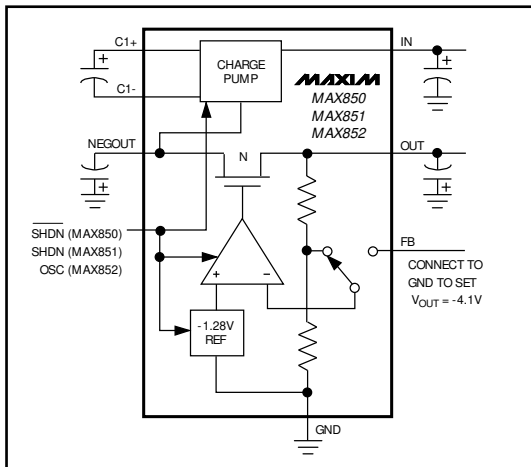 C1+
C1-
CHARGE
PUMP
IN
MAXIM
MAX850
MAX851
MAX852
NEGOUT
N
OUT
SHDN (MAX850)
SHDN (MAX851)
OSC (MAX852)
+
-
-1.28V
REF
FB
CONNECT TO
GND TO SET
VOUT = -4.1V
GND
+
+
+
+